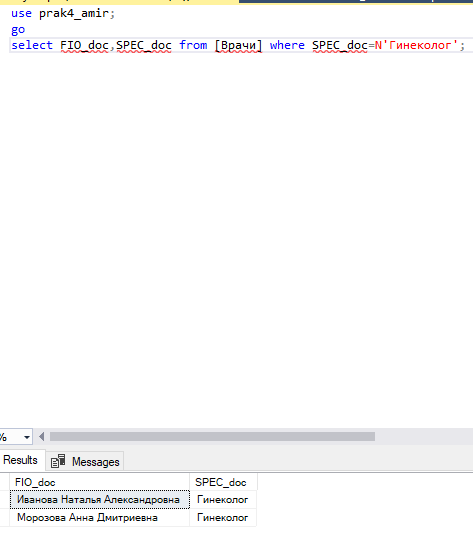 use prak4_amir;
go
select FIO_doc,SPEC_doc from [Врачи] where SPEC_doc=N'Гинеколог';
%
Results Messages
FIO_doc SPEC_doc
Иванова Наталья Александровна Гинеколог
Морозова Анна Дмитриевна Гинеколог